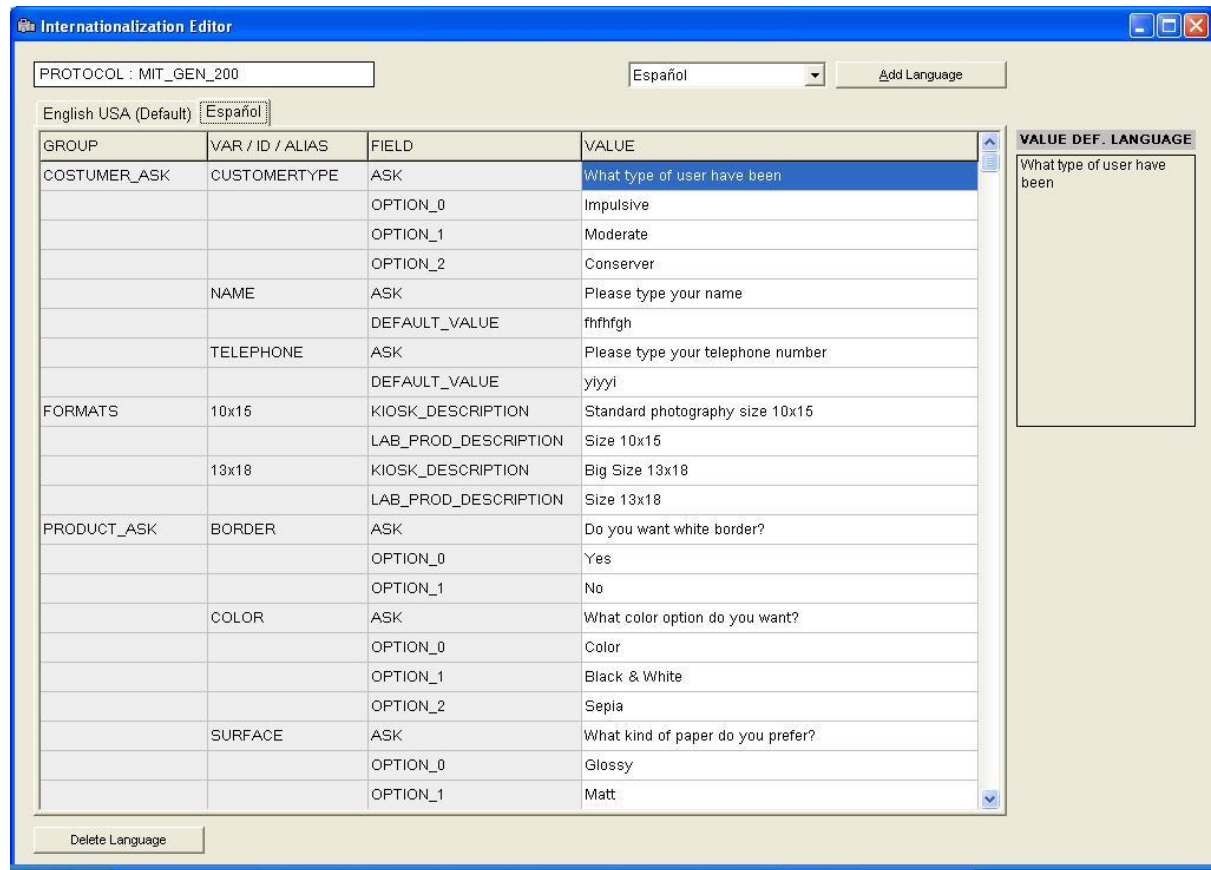 Internationalization Editor
PROTOCOL : MIT_GEN_200
Español
Add Language
English USA (Default)
Español
GROUP VAR / ID / ALIAS FIELD VALUE
COSTUMER_ASK CUSTOMERTYPE ASK What type of user have been
OPTION_0 Impulsive
OPTION_1 Moderate
OPTION_2 Conserver
NAME ASK Please type your name
DEFAULT_VALUE fhfhfgh
TELEPHONE ASK Please type your telephone number
DEFAULT_VALUE yiyyi
FORMATS 10x15 KIOSK_DESCRIPTION Standard photography size 10x15
LAB_PROD_DESCRIPTION Size 10x15
13x18 KIOSK_DESCRIPTION Big Size 13x18
LAB_PROD_DESCRIPTION Size 13x18
PRODUCT_ASK BORDER ASK Do you want white border?
OPTION_0 Yes
OPTION_1 No
COLOR ASK What color option do you want?
OPTION_0 Color
OPTION_1 Black & White
OPTION_2 Sepia
SURFACE ASK What kind of paper do you prefer?
OPTION_0 Glossy
OPTION_1 Matt
VALUE DEF. LANGUAGE
What type of user have
been
Delete Language